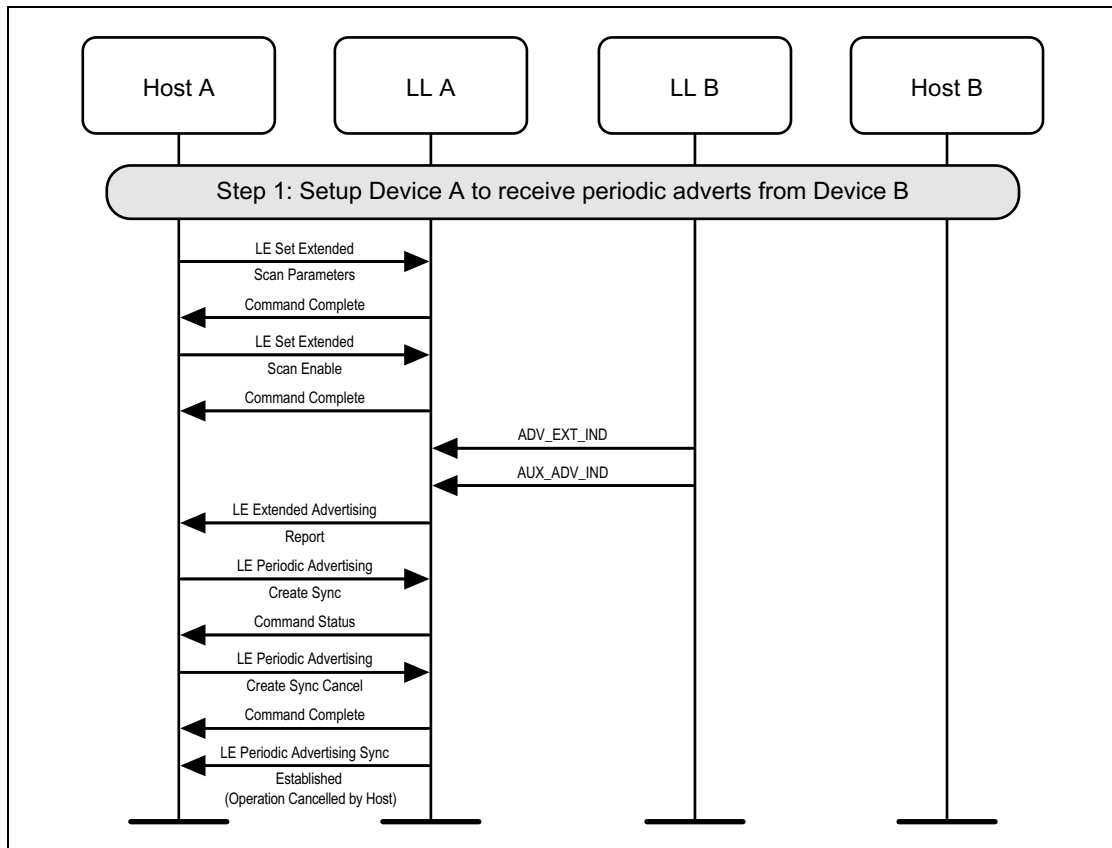 Host A
LL A
LL B
Host B
Step 1: Setup Device A to receive periodic adverts from Device B
LE Set Extended
Scan Parameters
Command Complete
LE Set Extended
Scan Enable
Command Complete
ADV_EXT_IND
AUX_ADV_IND
LE Extended Advertising
Report
LE Periodic Advertising
Create Sync
Command Status
LE Periodic Advertising
Create Sync Cancel
Command Complete
LE Periodic Advertising Sync
Established
(Operation Cancelled by Host)